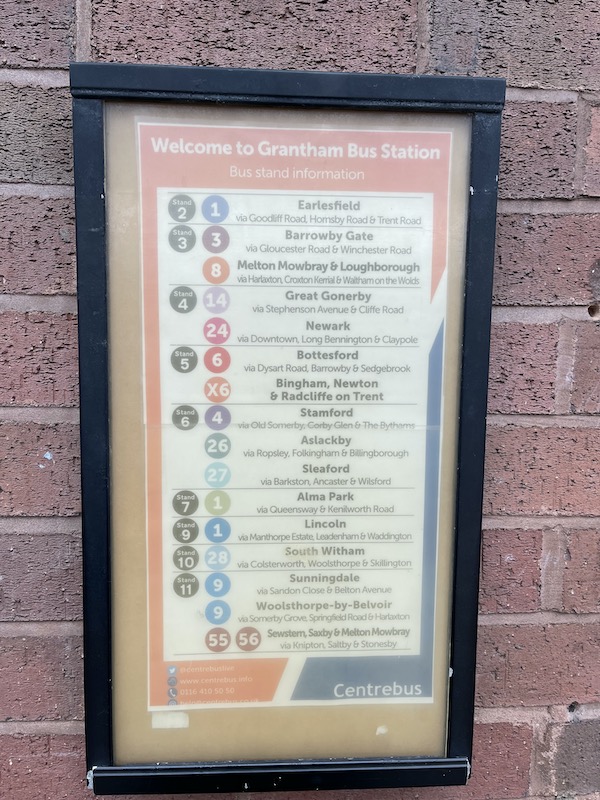 Welcome to Grantham Bus Station
Bus stand information
Stand 2 1 Earlesfield
via Goodliff Road, Hornsby Road & Trent Road
Stand 3 3 Barrowby Gate
via Gloucester Road & Winchester Road
8 Melton Mowbray & Loughborough
via Harlaxton, Croxton Kerrial & Waltham on the Wolds
Stand 4 14 Great Gonerby
via Stephenson Avenue & Cliffe Road
24 Newark
via Downtown, Long Bennington & Claypole
Stand 5 6 Bottesford
via Dysart Road, Barrowby & Sedgebrook
X6 Bingham, Newton
& Radcliffe on Trent
Stand 6 4 Stamford
via Old Somerby, Corby Glen & The Bythams
26 Aslackby
via Ropsley, Folkingham & Billingborough
27 Sleaford
via Barkston, Ancaster & Wilsford
Stand 7 1 Alma Park
via Queensway & Kenilworth Road
Stand 9 1 Lincoln
via Manthorpe Estate, Leadenham & Waddington
Stand 10 28 South Witham
via Colsterworth, Woolsthorpe & Skillington
Stand 11 9 Sunningdale
via Sandon Close & Belton Avenue
9 Woolsthorpe-by-Belvoir
via Somerby Grove, Springfield Road & Harlaxton
55 56 Sewstern, Saxby & Melton Mowbray
via Knipton, Saltby & Stonesby
www.centrebus.info
0116 410 50 50
Centrebus